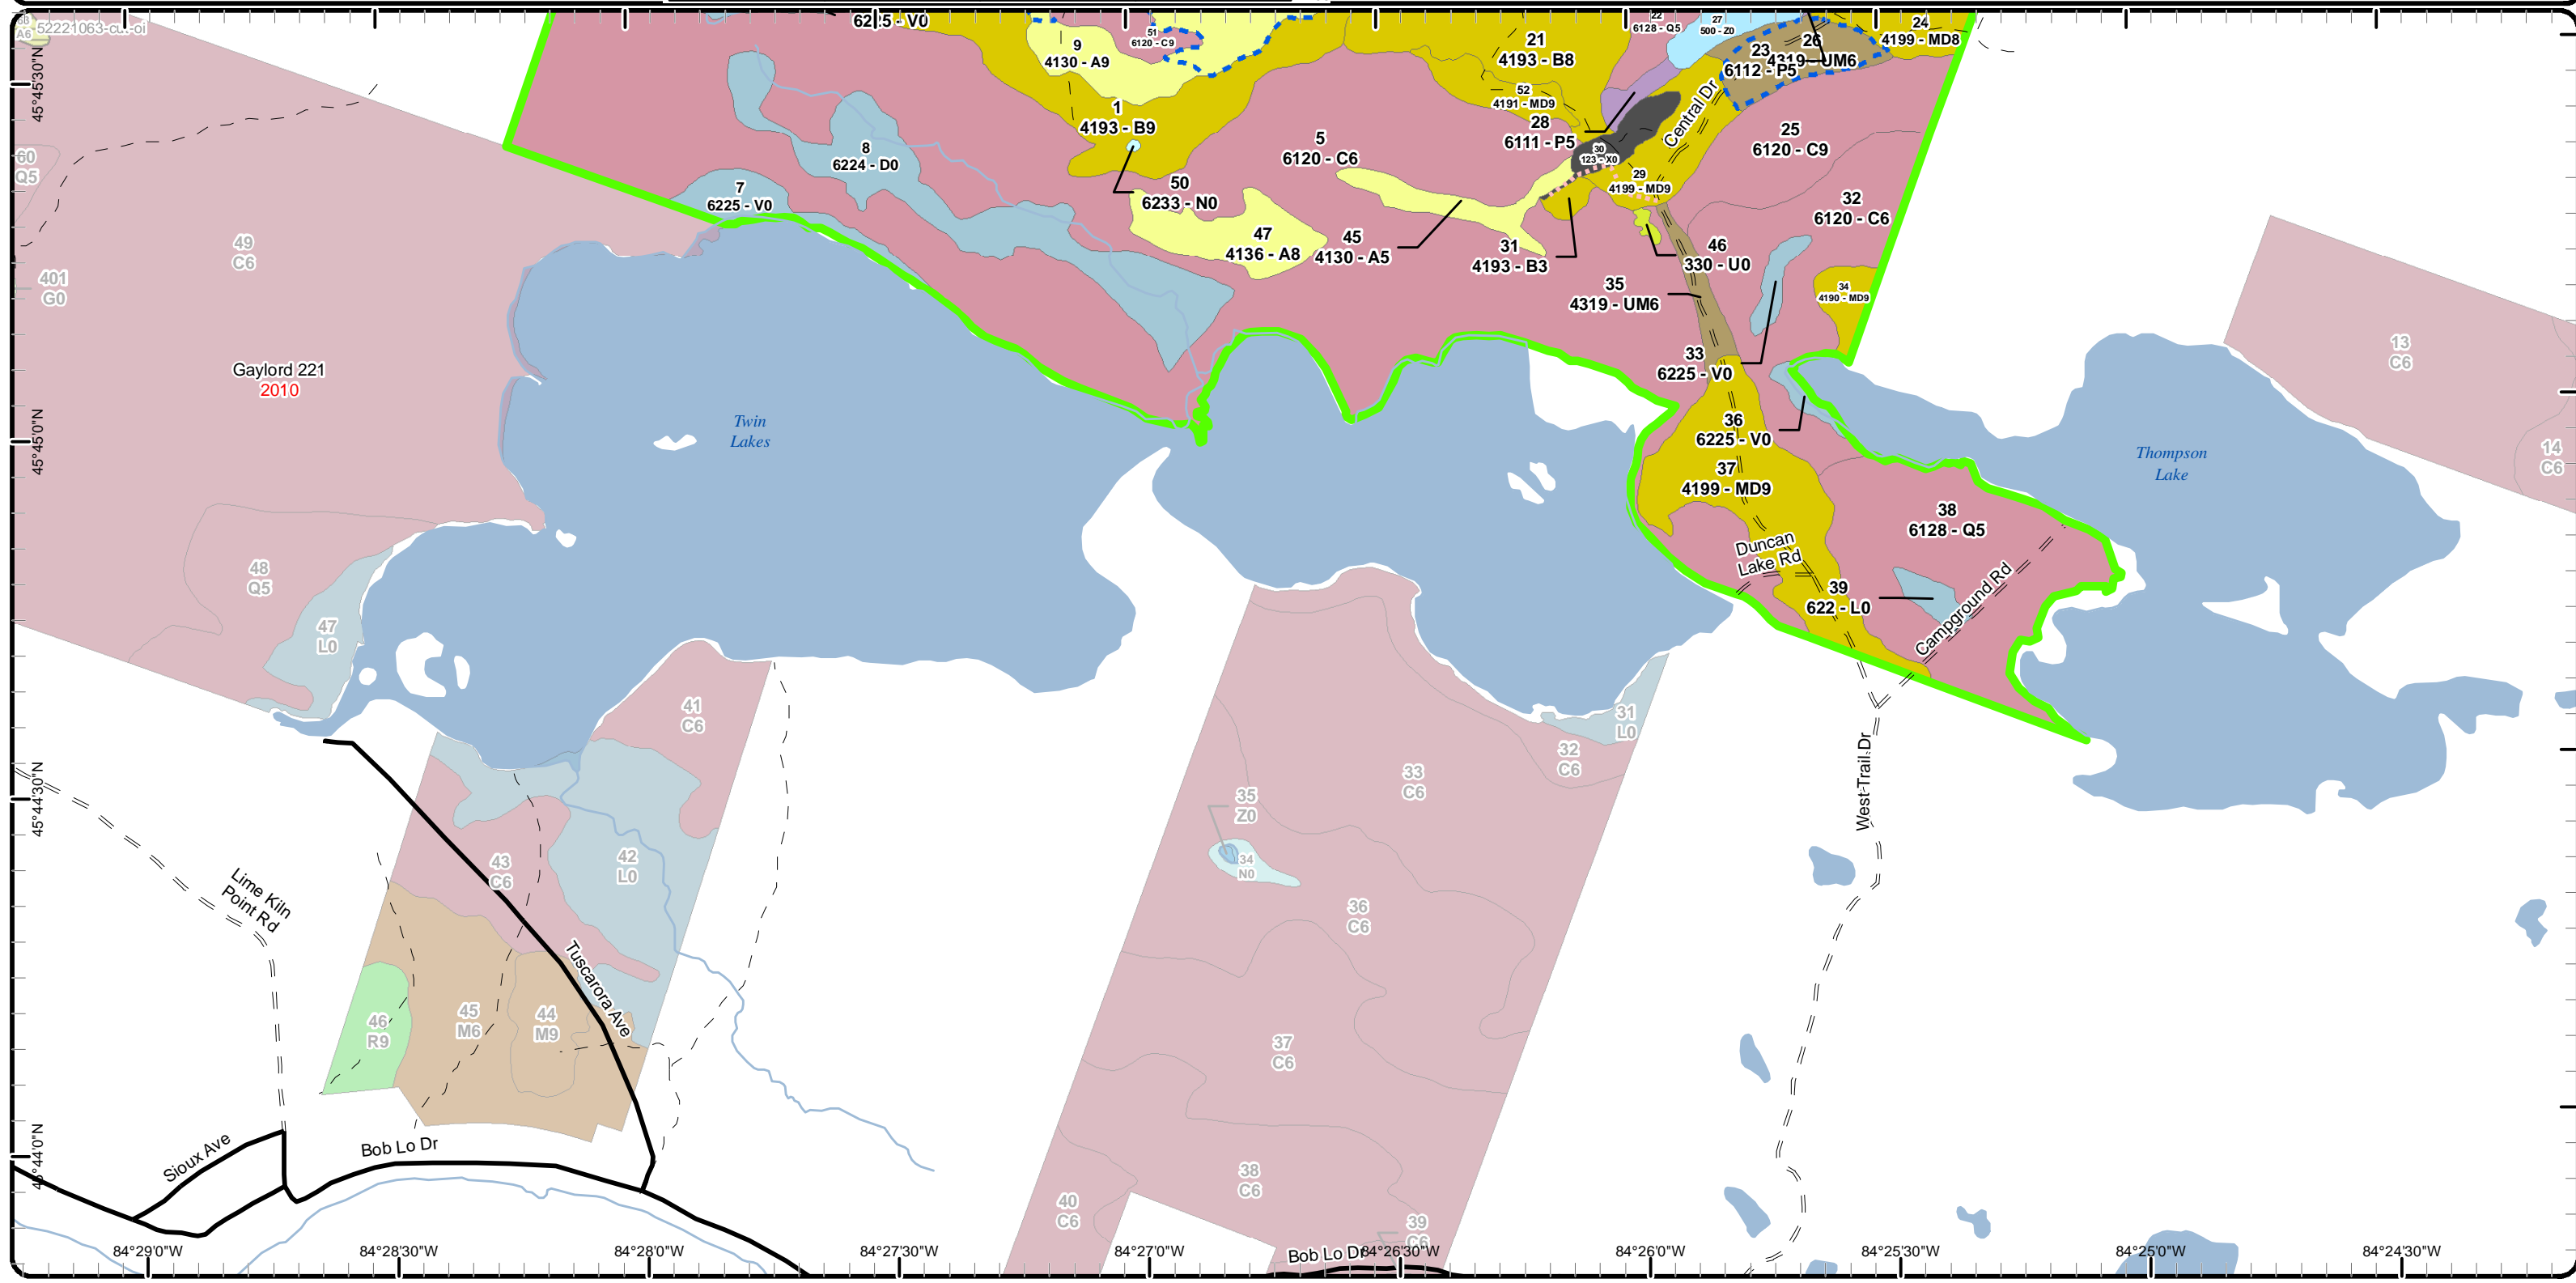 52221063-cut-oi
A6
6225 - V0
9
4130 - A9
51
6120 - C9
21
4193 - B8
22
6128 - Q5
27
500 - Z0
23
6112 - P5
26
4319 - UM6
24
4199 - MD8
45°45'30"N
52
4191 - MD9
1
4193 - B9
28
6111 - P5
Central Dr
25
6120 - C9
5
6120 - C6
30
123 - X0
8
6224 - D0
60
Q5
29
4199 - MD9
7
6225 - V0
50
6233 - N0
32
6120 - C6
49
C6
47
4136 - A8
45
4130 - A5
31
4193 - B3
46
330 - U0
401
G0
35
4319 - UM6
34
4190 - MD9
33
6225 - V0
13
C6
Gaylord 221
2010
Twin
Lakes
45°45'0"N
36
6225 - V0
Thompson
Lake
14
C6
37
4199 - MD9
38
6128 - Q5
Duncan
Lake Rd
48
Q5
39
622 - L0
Campground Rd
47
L0
41
C6
31
L0
32
C6
33
C6
West Trail Dr
45°44'30"N
35
Z0
34
N0
43
C6
42
L0
Lime Kiln
Point Rd
36
C6
Tuscarora Ave
45
M6
44
M9
46
R9
37
C6
45°44'0"N
Sioux Ave
Bob Lo Dr
38
C6
40
C6
39
C6
Bob Lo Dr
84°29'0"W
84°28'30"W
84°28'0"W
84°27'30"W
84°27'0"W
84°26'30"W
84°26'0"W
84°25'30"W
84°25'0"W
84°24'30"W